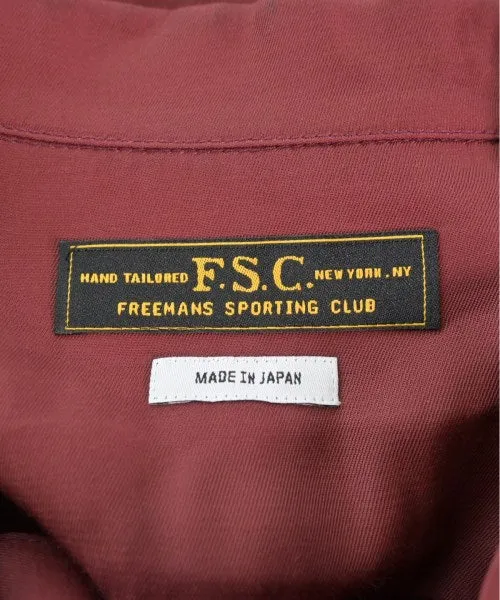 HAND TAILORED F.S.C. NEW YORK.NY
FREEMANS SPORTING CLUB
MADE IN JAPAN